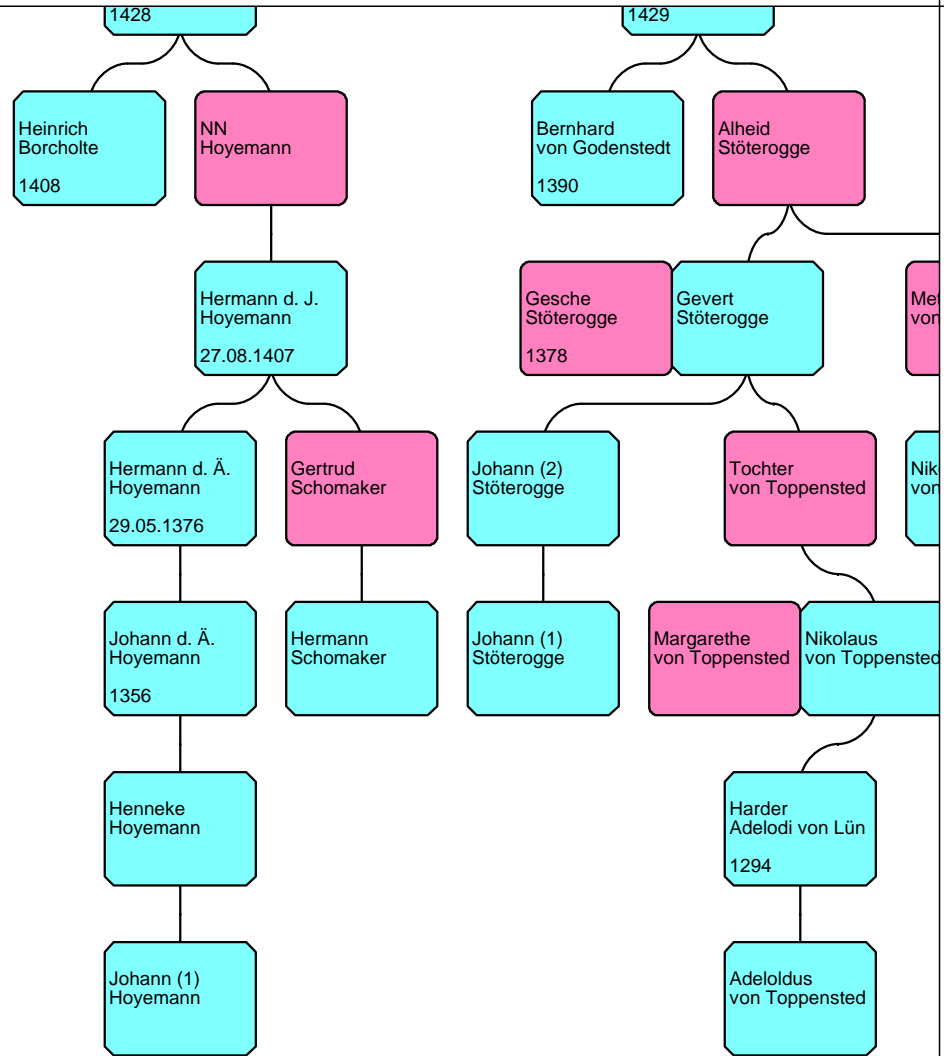 1428
1429
Heinrich
Borcholte
1408
NN
Hoyemann
Bernhard
von Godenstedt
1390
Alheid
Stöterogge
Hermann d. J.
Hoyemann
27.08.1407
Gesche
Stöterogge
1378
Gevert
Stöterogge
von
Hermann d. Ä.
Hoyemann
29.05.1376
Gertrud
Schomaker
Johann (2)
Stöterogge
Tochter
von Toppensted
von
Johann d. Ä.
Hoyemann
1356
Hermann
Schomaker
Johann (1)
Stöterogge
Margarethe
von Toppensted
Nikolaus
von Toppensted
Henneke
Hoyemann
Harder
Adelodi von Lün
1294
Johann (1)
Hoyemann
Adeloldus
von Toppensted